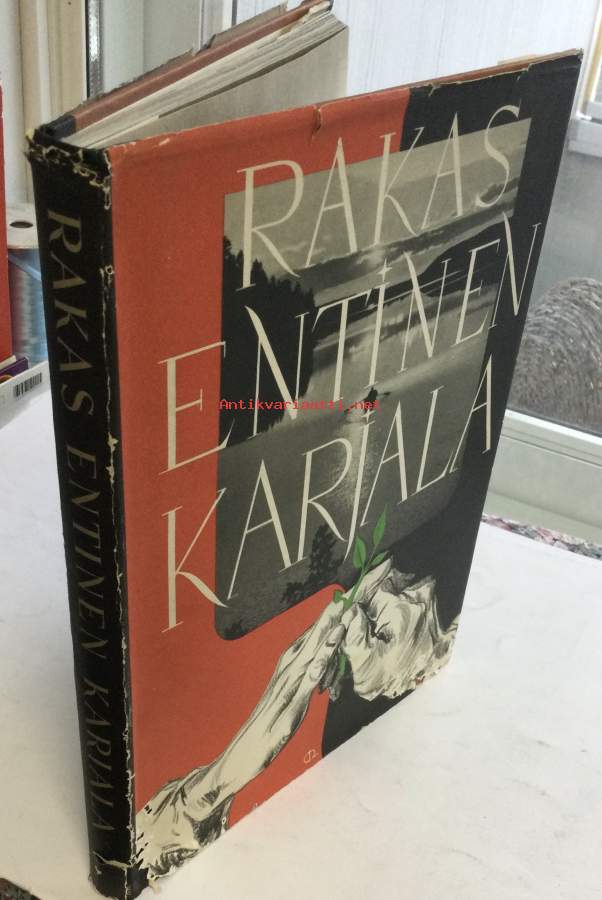 RAKAS
ENTINEN
KARJALA
RAKAS ENTINEN KARJALA
Antikvariaatti.net